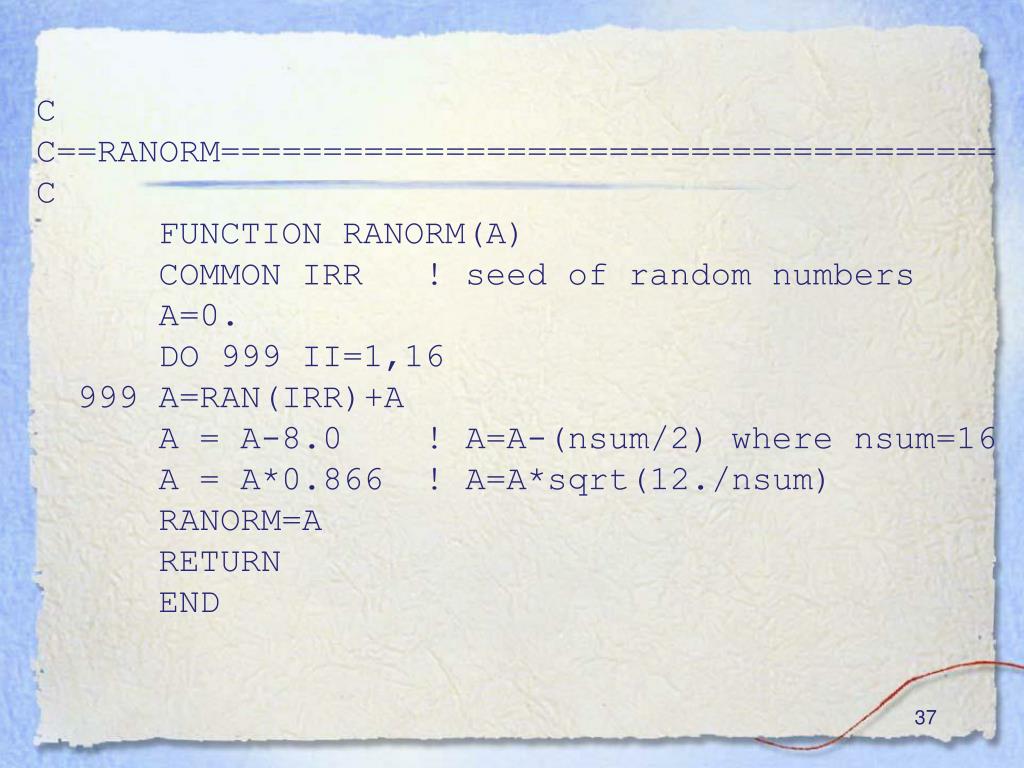 C
C==RANORM======================================
C
      FUNCTION RANORM(A)
      COMMON IRR   ! seed of random numbers
      A=0.
      DO 999 II=1,16
  999 A=RAN(IRR)+A
      A = A-8.0    ! A=A-(nsum/2) where nsum=16
      A = A*0.866  ! A=A*sqrt(12./nsum)
      RANORM=A
      RETURN
      END
37